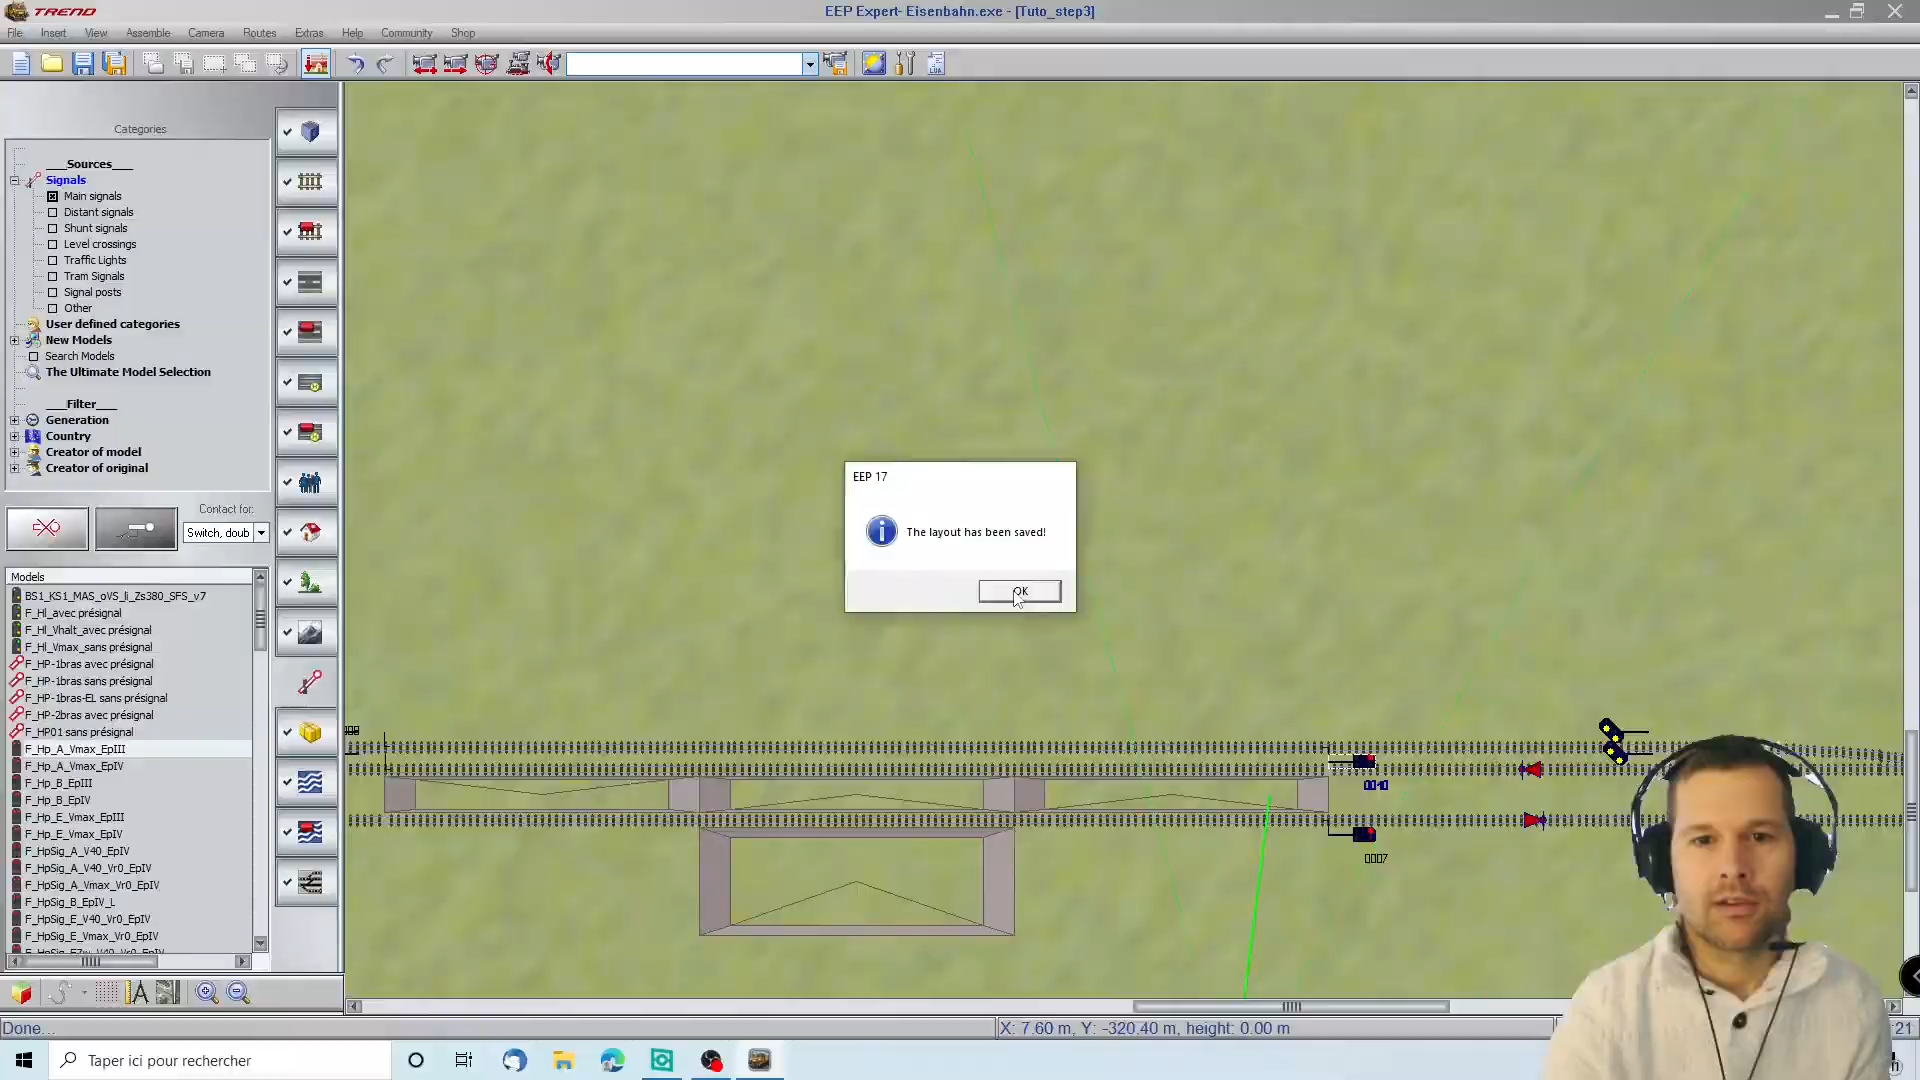 TREND
EEP Expert- Eisenbahn.exe - [Tuto_step3]
File Insert View Assemble Camera Routes Extras Help Community Shop
LUA
Categories
___Sources___
Signals
Main signals
Distant signals
Shunt signals
Level crossings
Traffic Lights
Tram Signals
Signal posts
Other
User defined categories
New Models
Search Models
The Ultimate Model Selection
___Filter___
Generation
Country
Creator of model
Creator of original
Contact for:
Switch, doub
Models
BS1_KS1_MAS_oVS_li_Zs380_SFS_v7
F_Hl_avec présignal
F_Hl_Vhalt_avec présignal
F_Hl_Vmax_sans présignal
F_HP-1bras avec présignal
F_HP-1bras sans présignal
F_HP-1bras-EL sans présignal
F_HP-2bras avec présignal
F_HP01 sans présignal
F_Hp_A_Vmax_EpIII
F_Hp_A_Vmax_EpIV
F_Hp_B_EpIII
F_Hp_B_EpIV
F_Hp_E_Vmax_EpIII
F_Hp_E_Vmax_EpIV
F_HpSig_A_V40_EpIV
F_HpSig_A_V40_Vr0_EpIV
F_HpSig_A_Vmax_Vr0_EpIV
F_HpSig_B_EpIV_L
F_HpSig_E_V40_Vr0_EpIV
F_HpSig_E_Vmax_Vr0_EpIV
EEP 17
The layout has been saved!
OK
0010
0007
Done...
X: 7.60 m, Y: -320.40 m, height: 0.00 m
:21
Taper ici pour rechercher